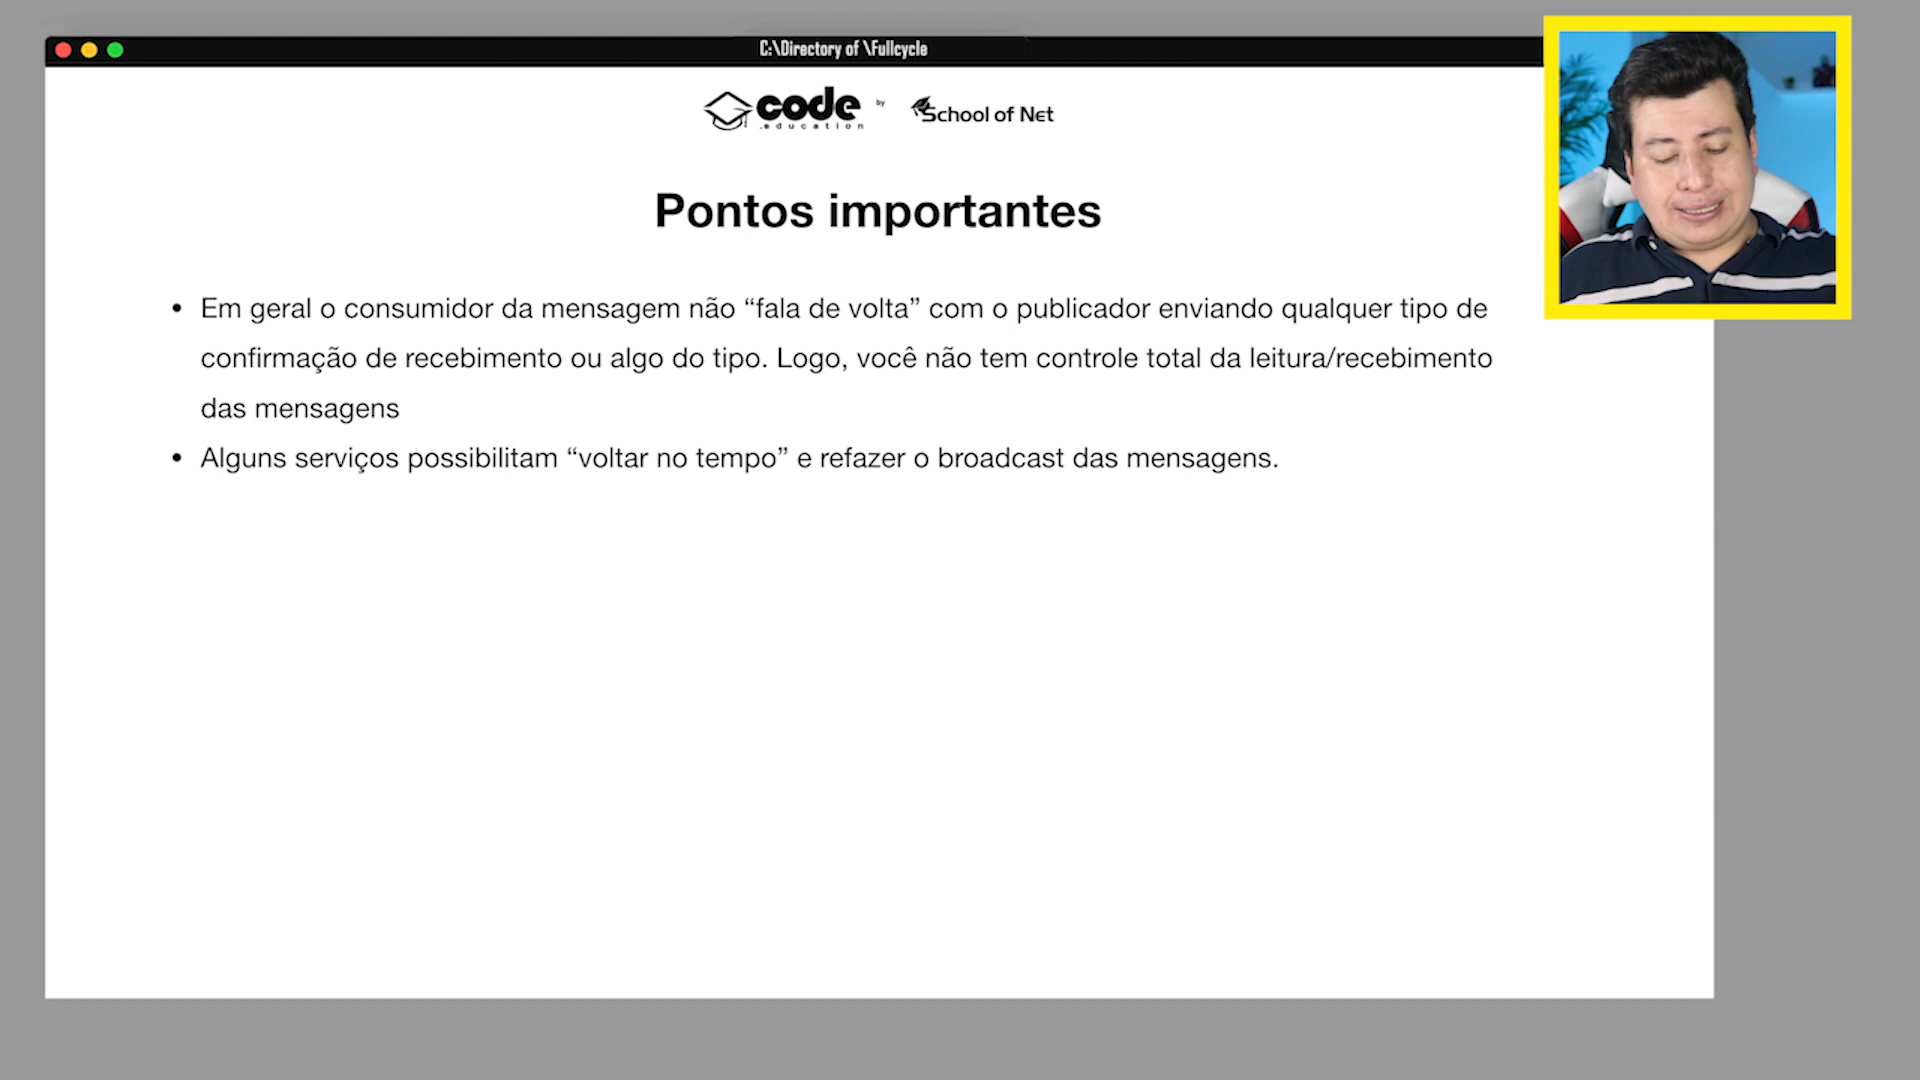 C:\Directory of \Fullcycle
code by School of Net
.education
Pontos importantes
• Em geral o consumidor da mensagem não “fala de volta” com o publicador enviando qualquer tipo de
confirmação de recebimento ou algo do tipo. Logo, você não tem controle total da leitura/recebimento
das mensagens
• Alguns serviços possibilitam “voltar no tempo” e refazer o broadcast das mensagens.